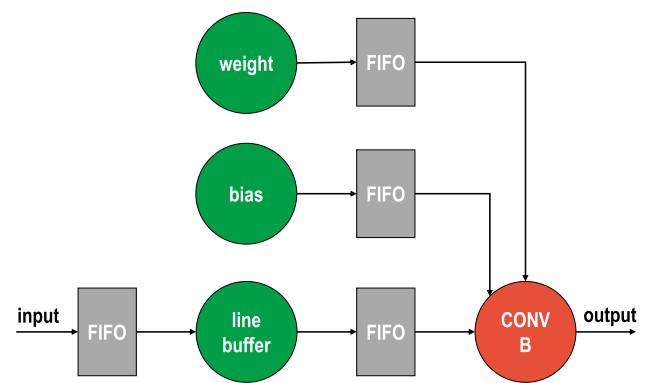 weight
FIFO
bias
FIFO
input
FIFO
line
buffer
FIFO
CONV
B
output